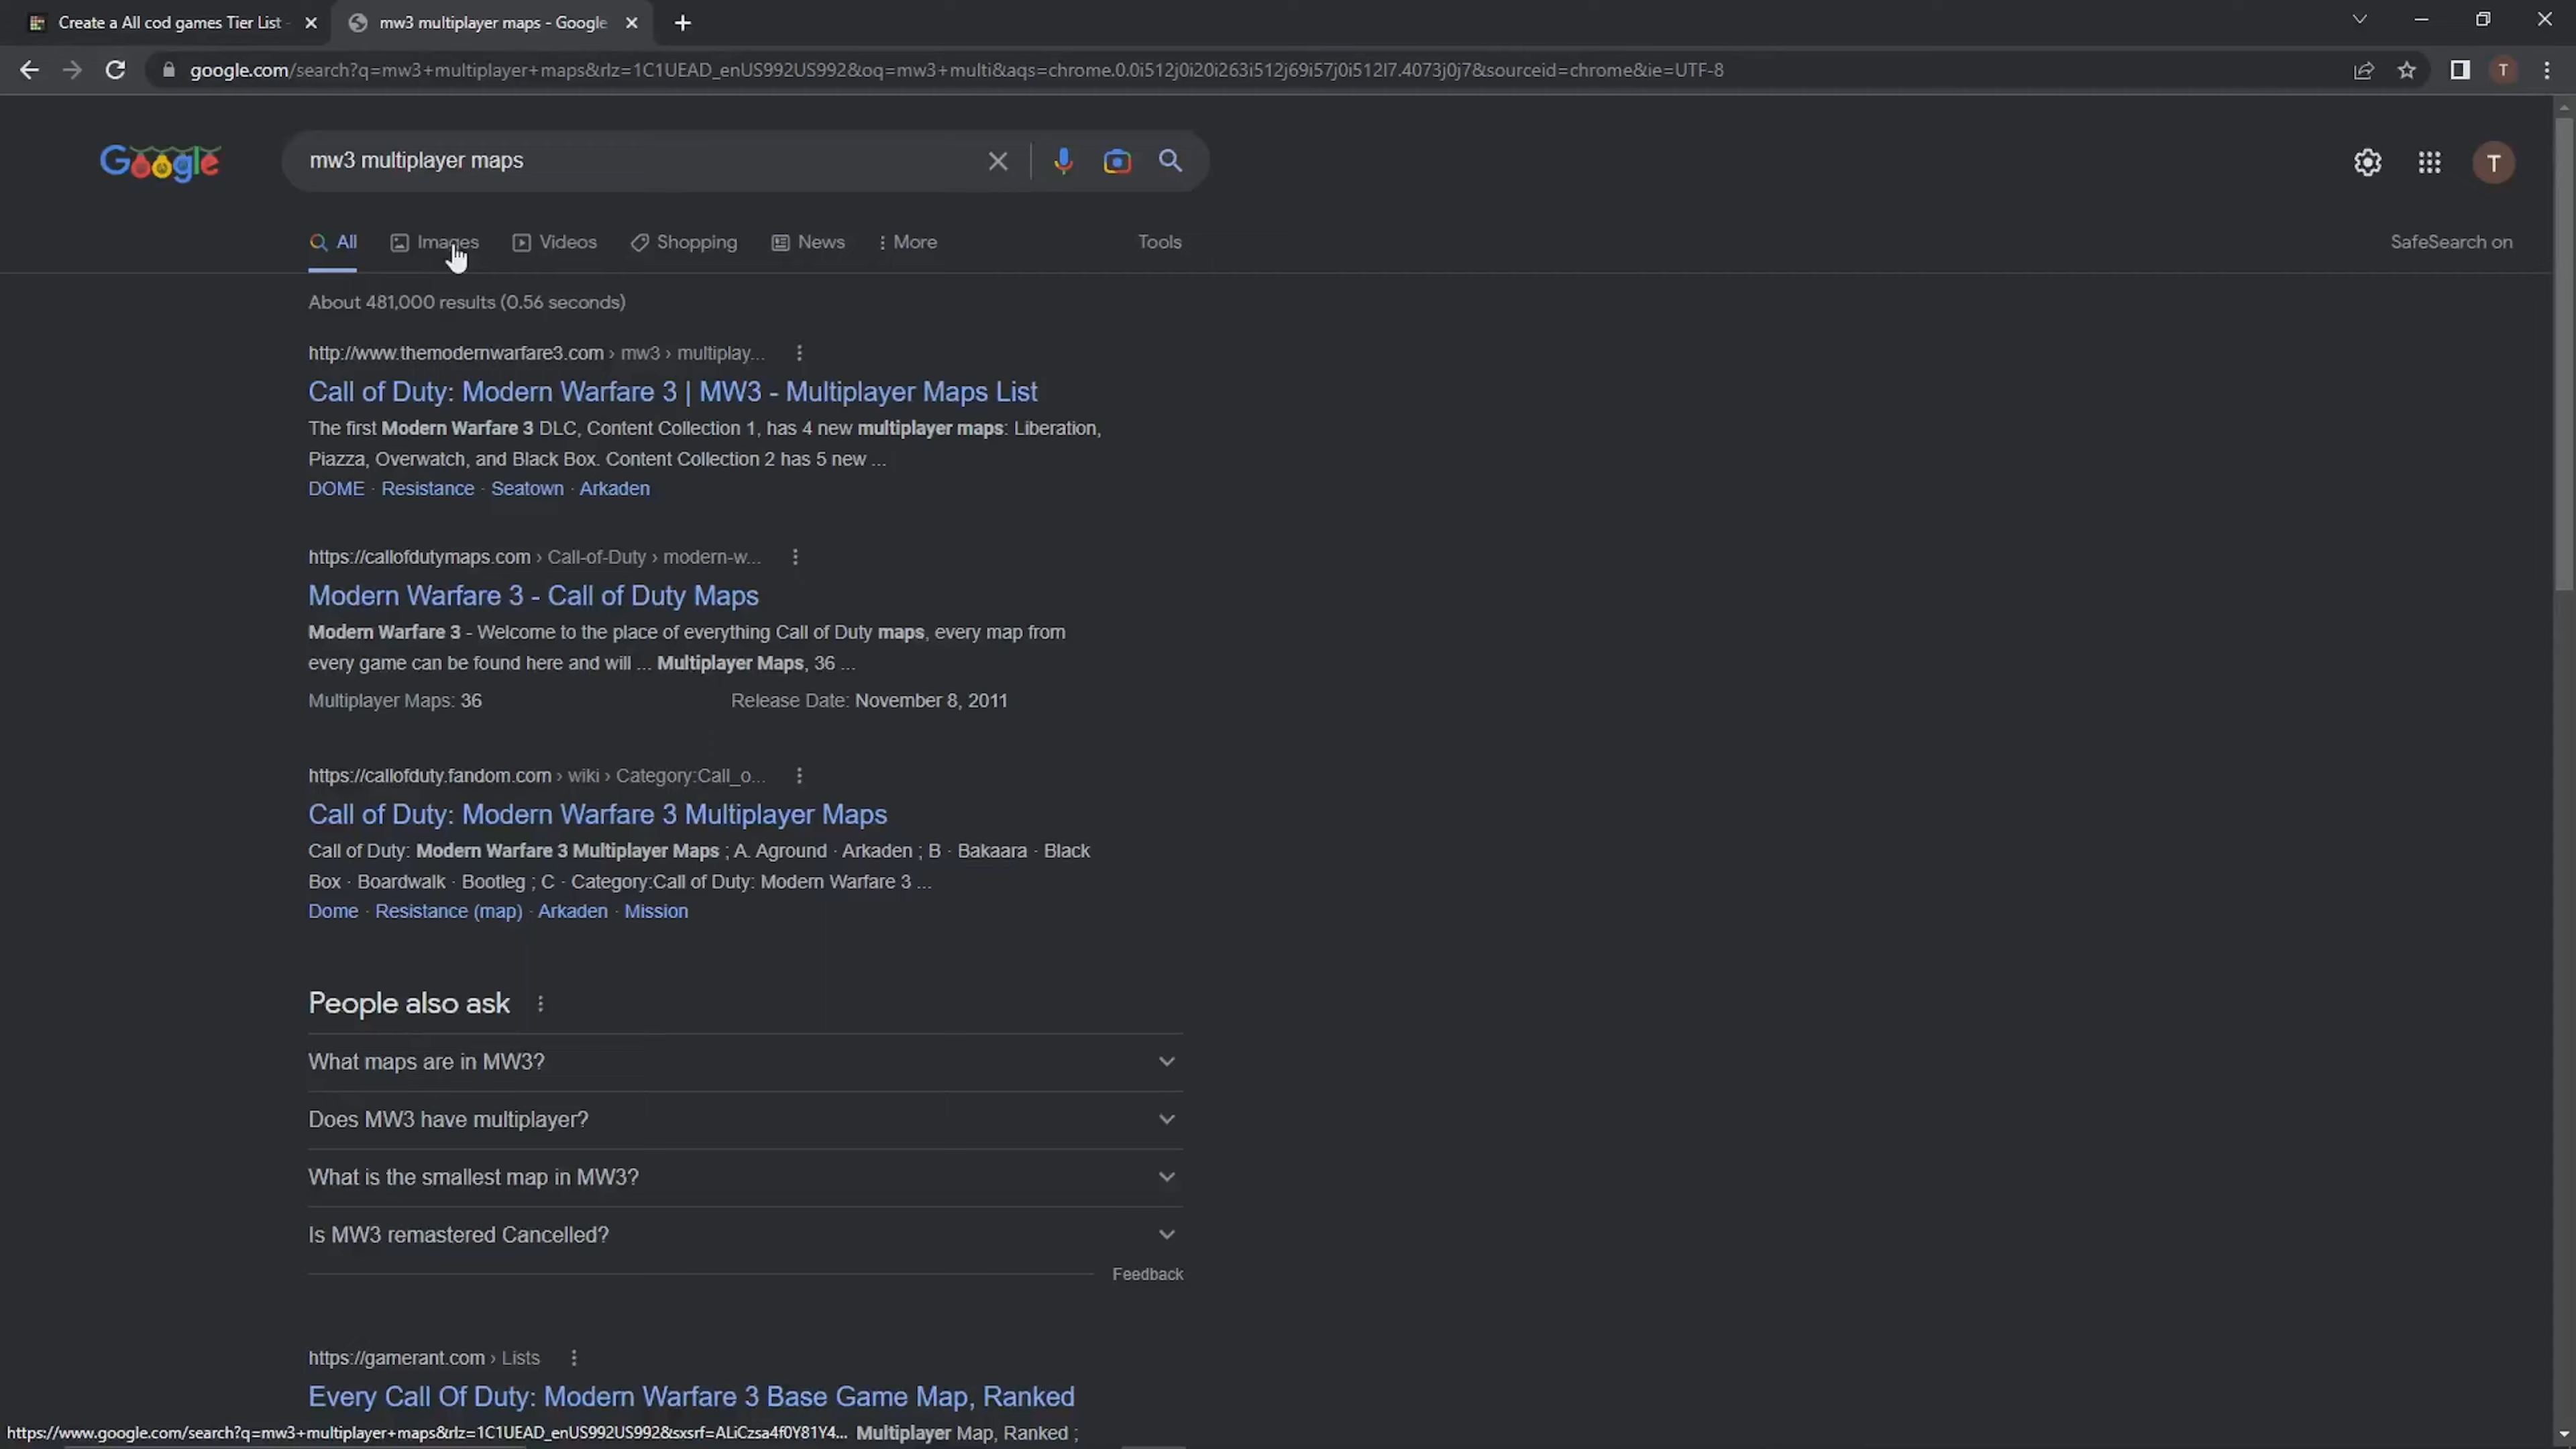 Create a All cod games Tier List -
mw3 multiplayer maps - Google
google.com/search?q=mw3+multiplayer+maps&rlz=1C1UEAD_enUS992US992&oq=mw3+multi&aqs=chrome.0.0i512j0i20i263i512j69i57j0i512l7.4073j0j7&sourceid=chrome&ie=UTF-8
T
Google
mw3 multiplayer maps
T
All
Images
Videos
Shopping
News
More
Tools
SafeSearch on
About 481,000 results (0.56 seconds)
http://www.themodernwarfare3.com › mw3 › multiplay...
Call of Duty: Modern Warfare 3 | MW3 - Multiplayer Maps List
The first Modern Warfare 3 DLC, Content Collection 1, has 4 new multiplayer maps: Liberation,
Piazza, Overwatch, and Black Box. Content Collection 2 has 5 new ...
DOME · Resistance · Seatown · Arkaden
https://callofdutymaps.com › Call-of-Duty › modern-w...
Modern Warfare 3 - Call of Duty Maps
Modern Warfare 3 - Welcome to the place of everything Call of Duty maps, every map from
every game can be found here and will ... Multiplayer Maps, 36 ...
Multiplayer Maps: 36 Release Date: November 8, 2011
https://callofduty.fandom.com › wiki › Category:Call_o...
Call of Duty: Modern Warfare 3 Multiplayer Maps
Call of Duty: Modern Warfare 3 Multiplayer Maps ; A. Aground · Arkaden ; B · Bakaara · Black
Box · Boardwalk · Bootleg ; C · Category:Call of Duty: Modern Warfare 3 ...
Dome · Resistance (map) · Arkaden · Mission
People also ask
What maps are in MW3?
Does MW3 have multiplayer?
What is the smallest map in MW3?
Is MW3 remastered Cancelled?
Feedback
https://gamerant.com › Lists
Every Call Of Duty: Modern Warfare 3 Base Game Map, Ranked
https://www.google.com/search?q=mw3+multiplayer+maps&rlz=1C1UEAD_enUS992US992&sxsrf=ALiCzsa4f0Y81Y4...
Multiplayer Map, Ranked ;